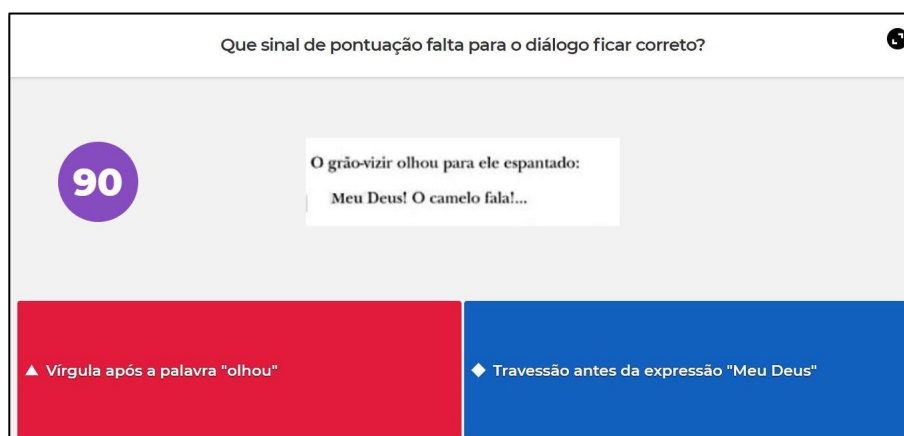 Que sinal de pontuação falta para o diálogo ficar correto?
90
O grão-vizir olhou para ele espantado:
Meu Deus! O camelo fala!...
Vírgula após a palavra "olhou"
Travessão antes da expressão "Meu Deus"